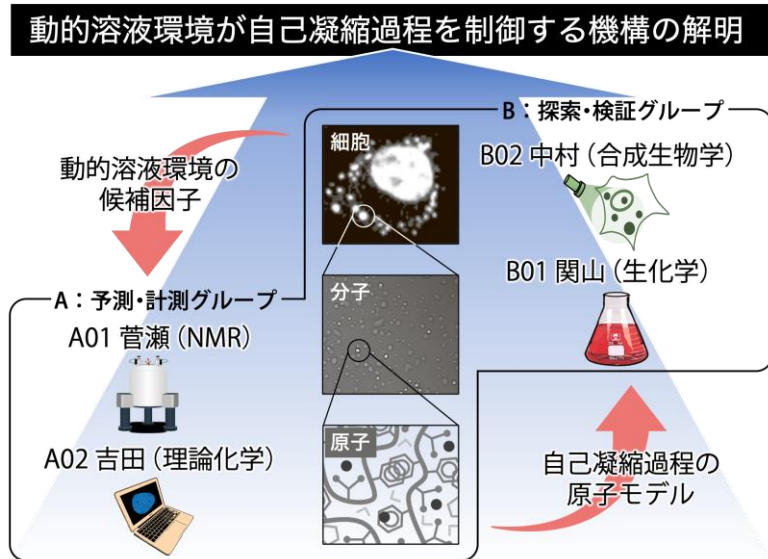 動的溶液環境が自己凝縮過程を制御する機構の解明
B：探索・検証グループ
細胞
B02 中村（合成生物学）
動的溶液環境の
候補因子
B01 関山（生化学）
分子
A：予測・計測グループ
A01 菅瀬（NMR）
原子
A02 吉田（理論化学）
自己凝縮過程の
原子モデル